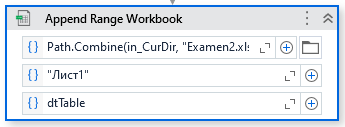 Append Range Workbook
Path.Combine(in_CurDir, "Examen2.xls
"Лист1"
dtTable